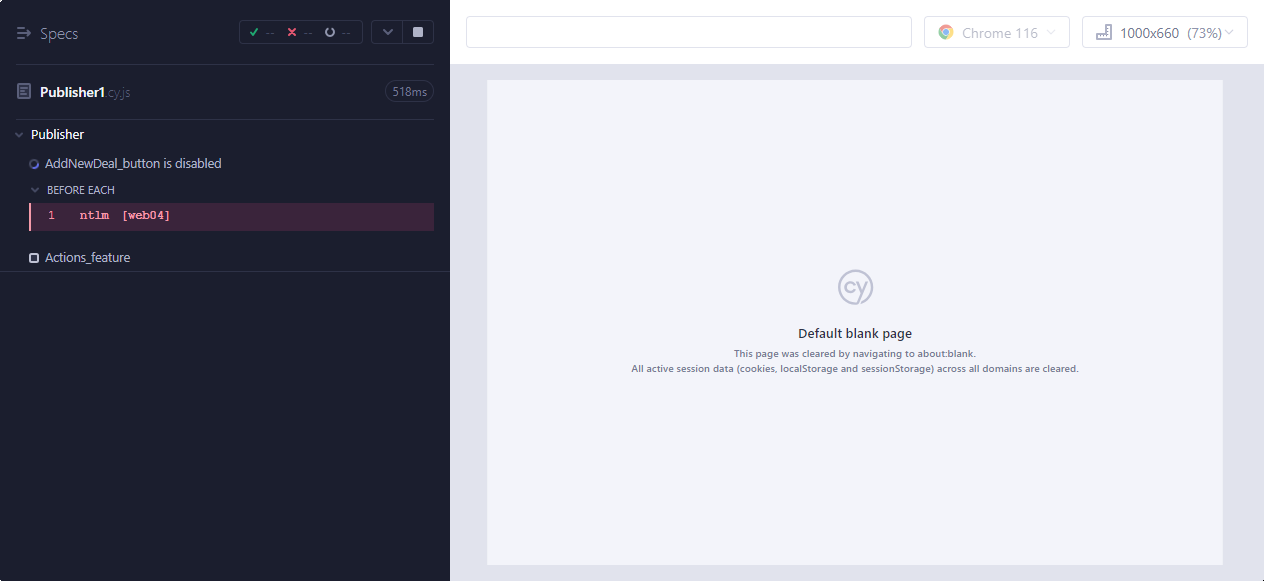 Specs
--
--
--
Publisher1.cy.js
518ms
Publisher
AddNewDeal_button is disabled
BEFORE EACH
1 ntlm [web04]
Actions_feature
Chrome 116
1000x660 (73%)
cy
Default blank page
This page was cleared by navigating to about:blank.
All active session data (cookies, localStorage and sessionStorage) across all domains are cleared.